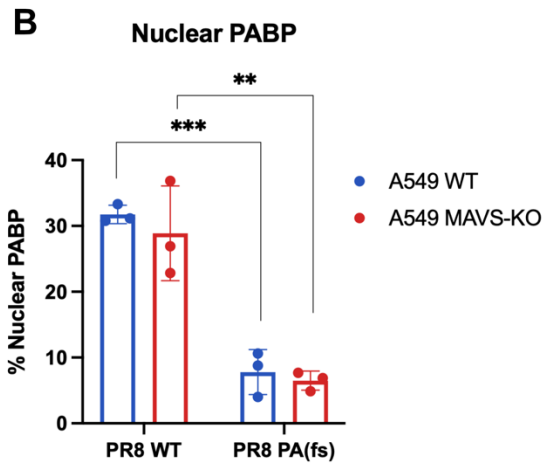 B
Nuclear PABP
**
***
% Nuclear PABP
40
30
20
10
0
PR8 WT
PR8 PA(fs)
A549 WT
A549 MAVS-KO